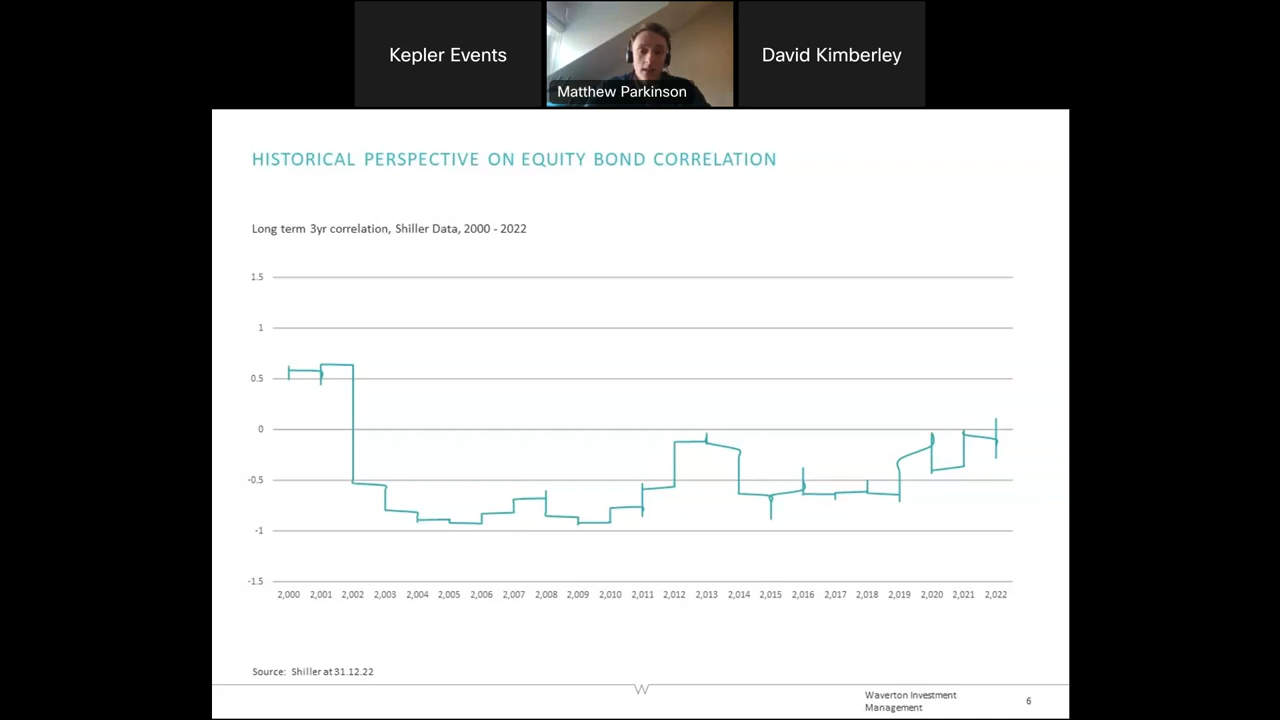 Kepler Events
Matthew Parkinson
David Kimberley
HISTORICAL PERSPECTIVE ON EQUITY BOND CORRELATION
Long term 3yr correlation, Shiller Data, 2000 - 2022
1.5
1
0.5
0
-0.5
-1
-1.5
2,000 2,001 2,002 2,003 2,004 2,005 2,006 2,007 2,008 2,009 2,010 2,011 2,012 2,013 2,014 2,015 2,016 2,017 2,018 2,019 2,020 2,021 2,022
Source: Shiller at 31.12.22
Waverton Investment
Management
6